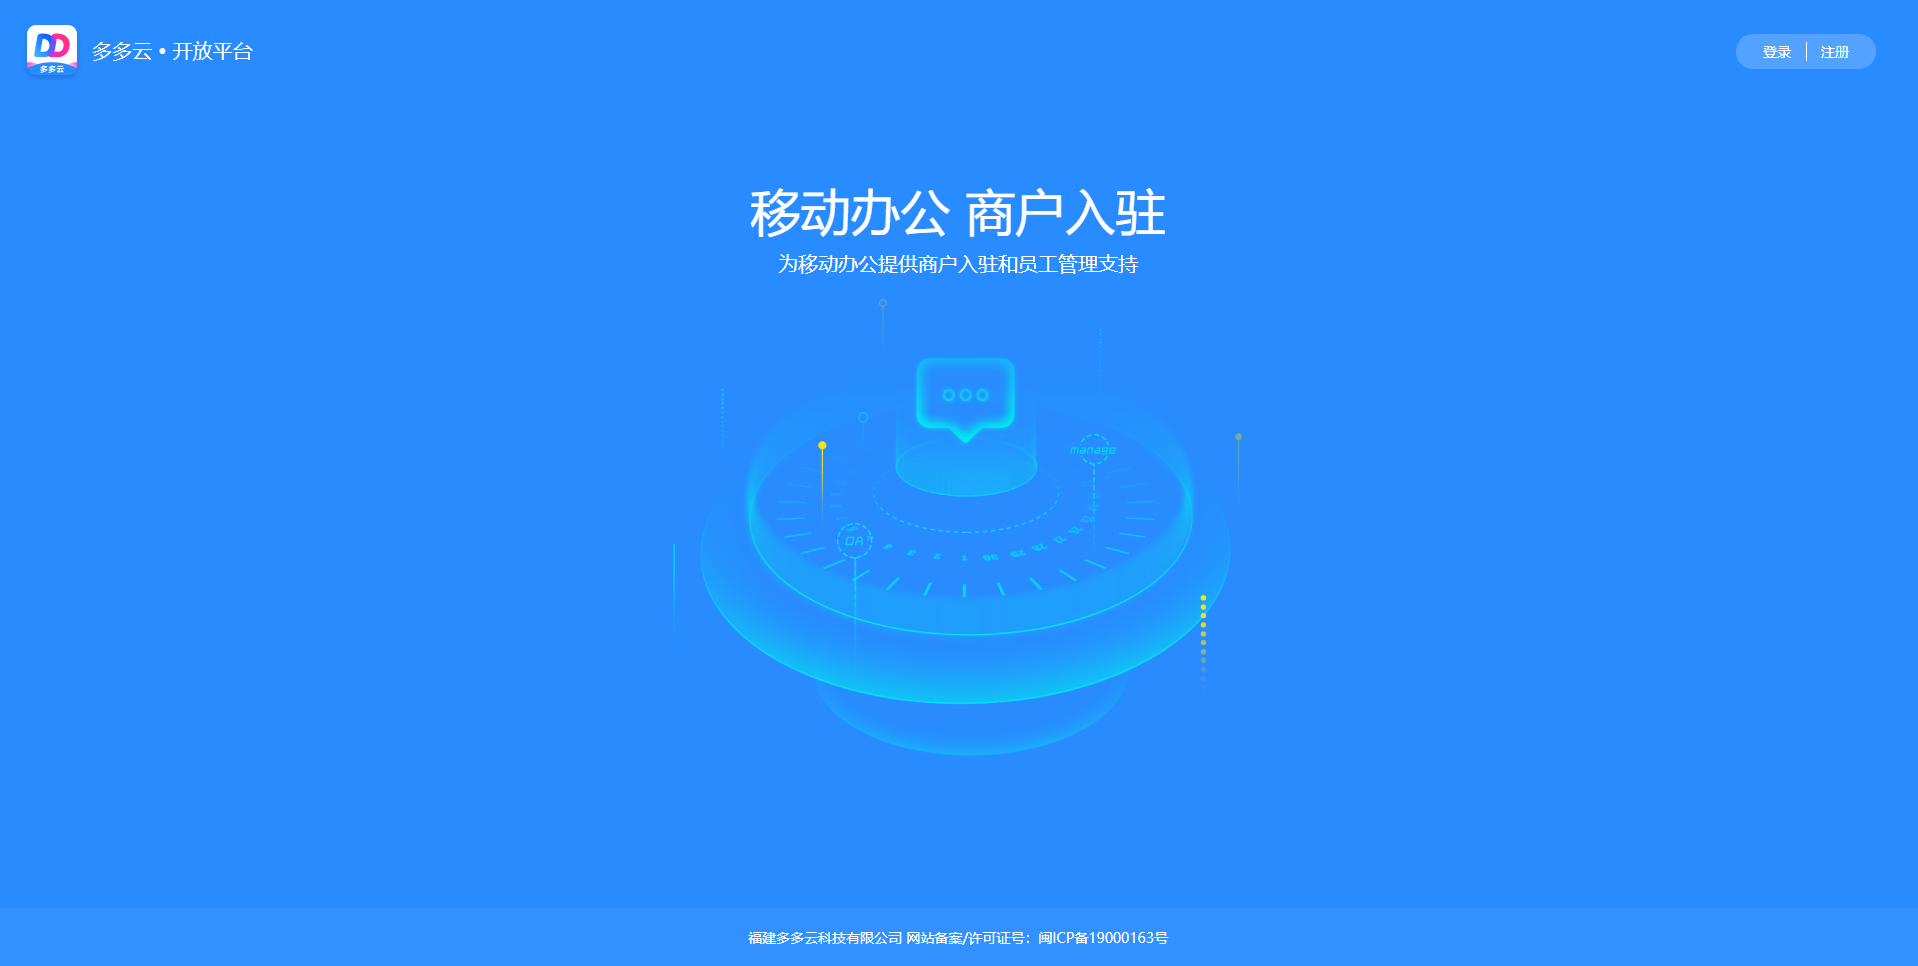 DD
多多云
多多云 • 开放平台
登录 | 注册
移动办公 商户入驻
为移动办公提供商户入驻和员工管理支持
manage
OA
福建多多云科技有限公司 网站备案/许可证号：闽ICP备19000163号